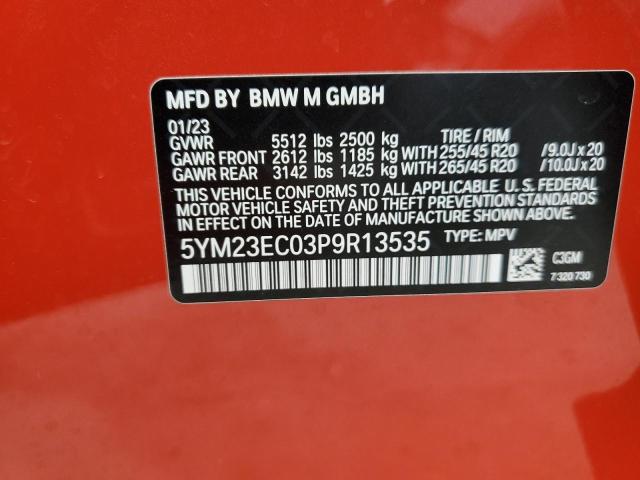 MFD BY BMW M GMBH
01/23
GVWR 5512 lbs 2500 kg TIRE / RIM
GAWR FRONT 2612 lbs 1185 kg WITH 255/45 R20 /9.0J x 20
GAWR REAR 3142 lbs 1425 kg WITH 265/45 R20 /10.0J x 20
THIS VEHICLE CONFORMS TO ALL APPLICABLE U. S. FEDERAL
MOTOR VEHICLE SAFETY AND THEFT PREVENTION STANDARDS
IN EFFECT ON THE DATE OF MANUFACTURE SHOWN ABOVE.
5YM23EC03P9R13535 TYPE: MPV
C3GM
7 320 730